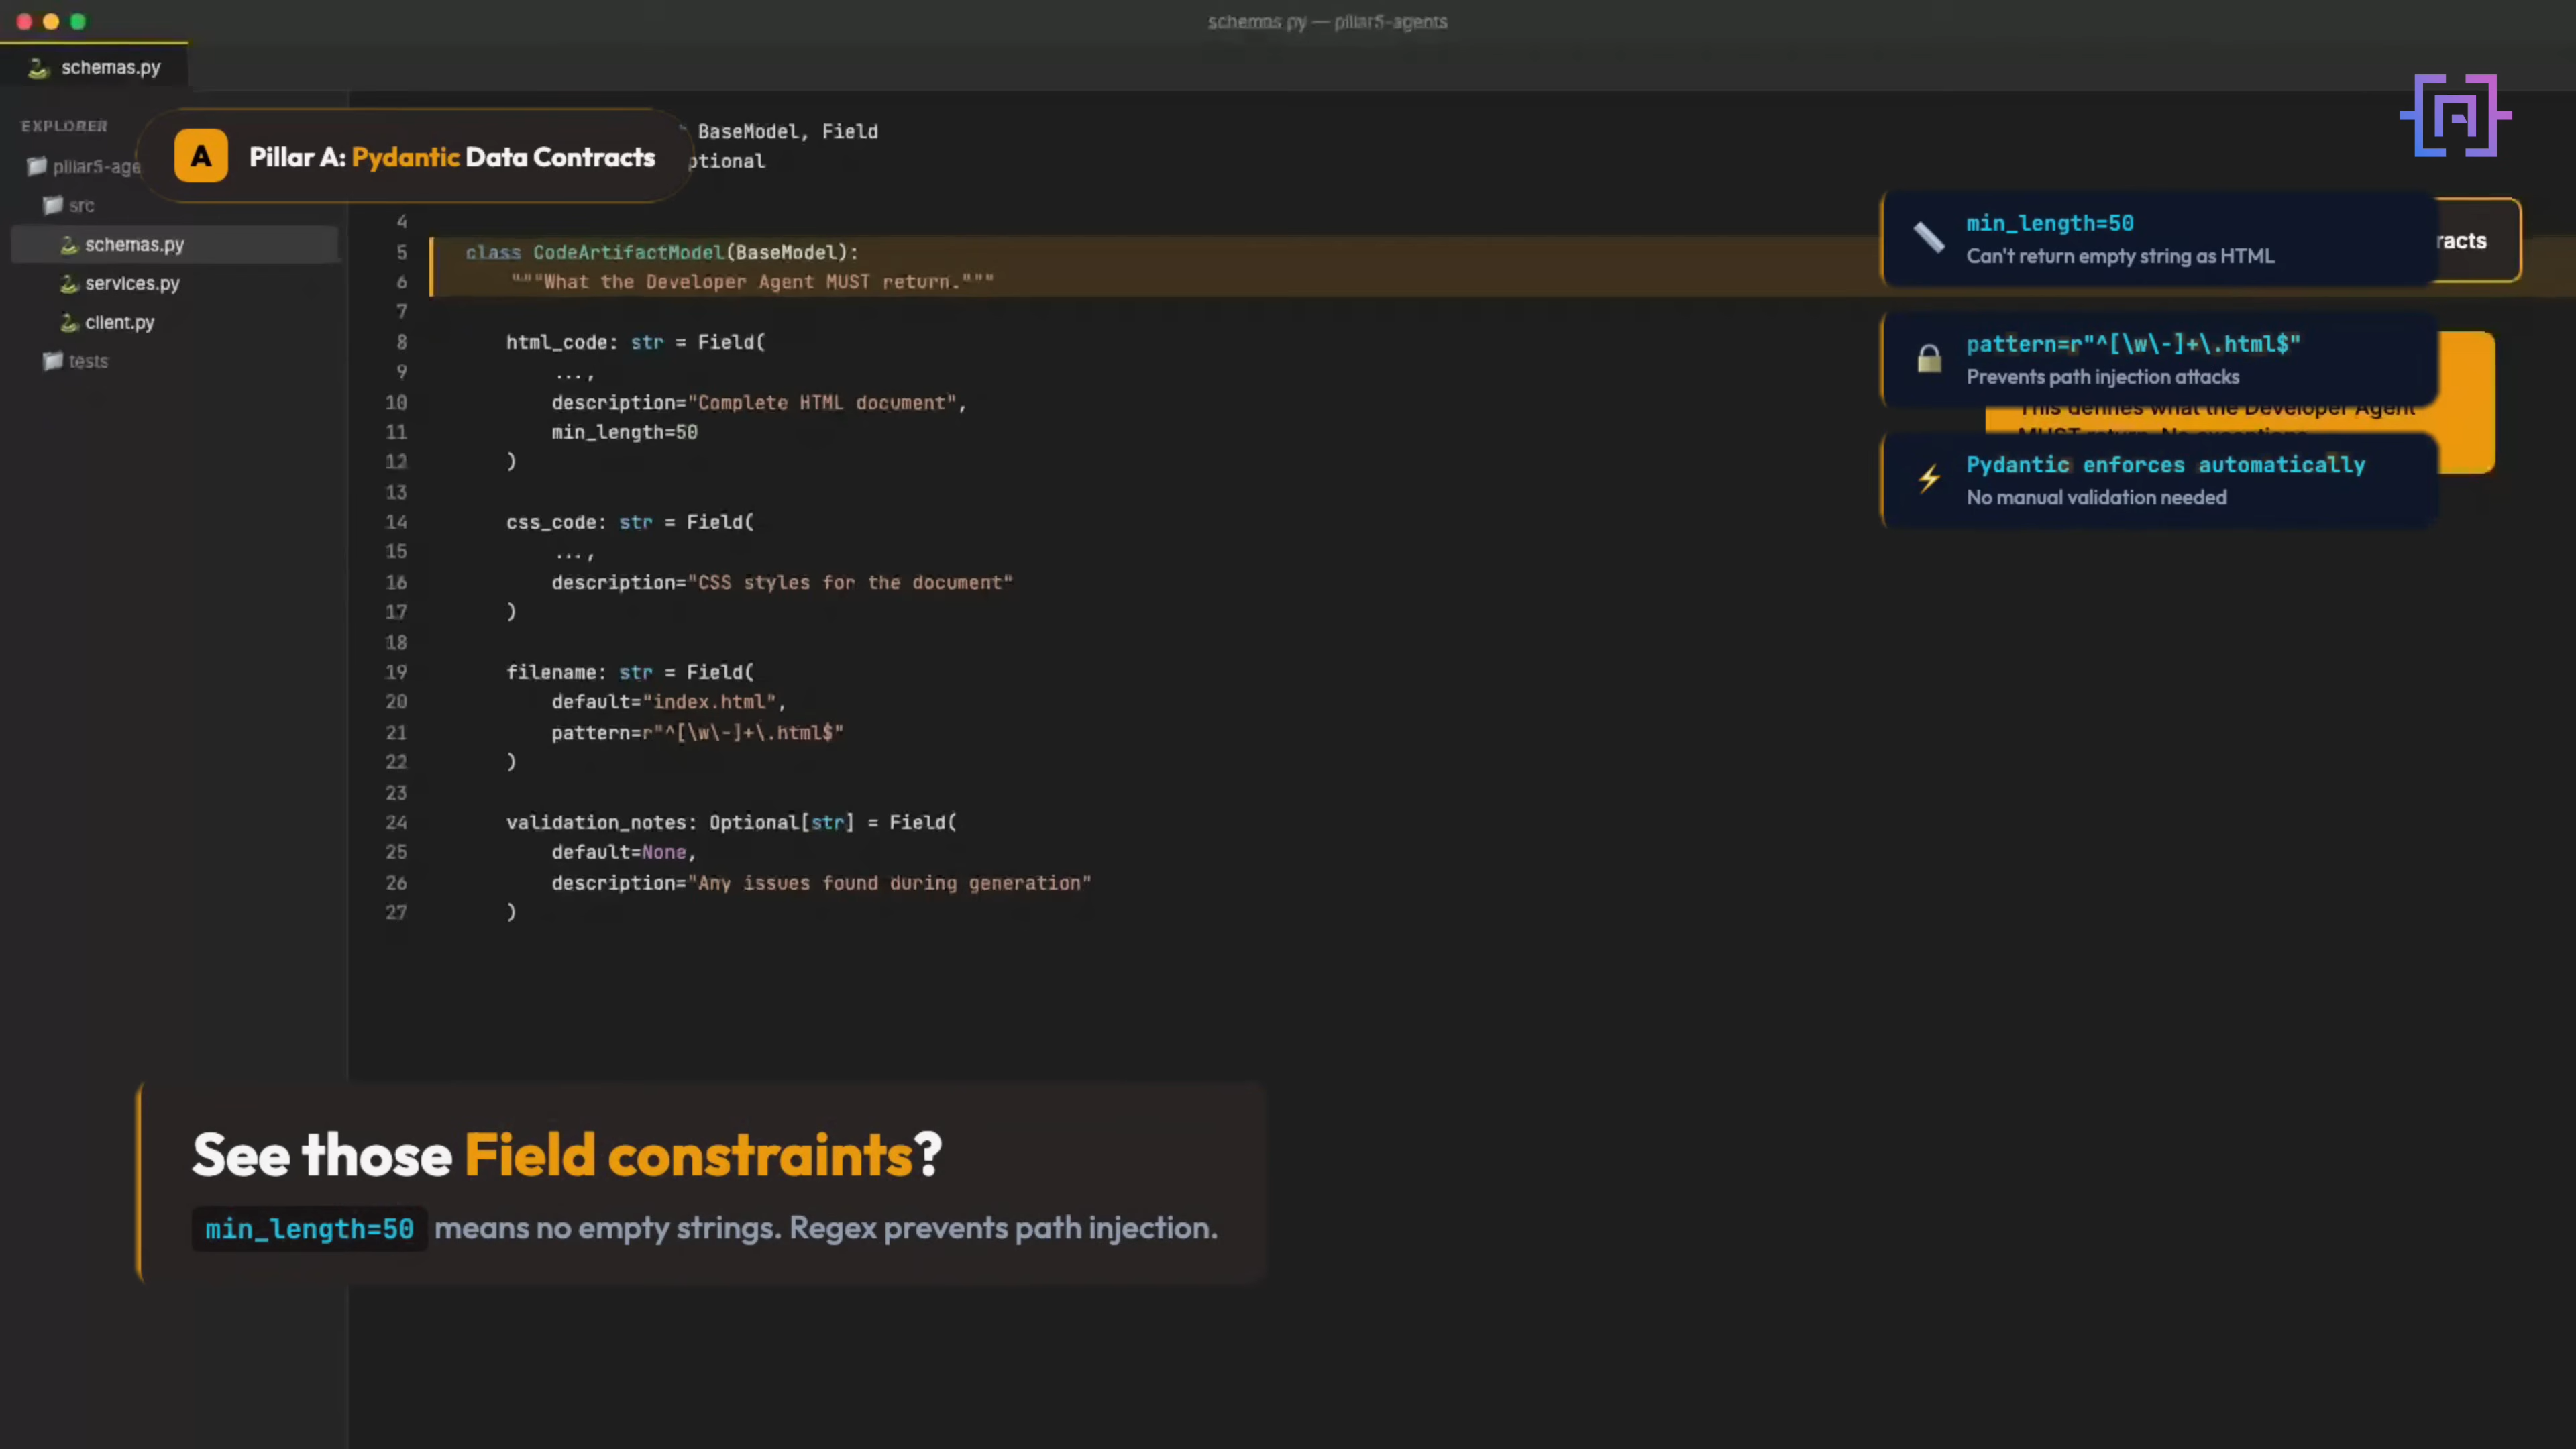 schemas.py — pillar5-agents
schemas.py
EXPLORER
pillar5-age
src
schemas.py
services.py
client.py
tests
A
Pillar A: Pydantic Data Contracts
BaseModel, Field
ptional
4
5 class CodeArtifactModel(BaseModel):
6 """What the Developer Agent MUST return."""
7
8 html_code: str = Field(
9 ...,
10 description="Complete HTML document",
11 min_length=50
12 )
13
14 css_code: str = Field(
15 ...,
16 description="CSS styles for the document"
17 )
18
19 filename: str = Field(
20 default="index.html",
21 pattern=r"^[\w\-]+\.html$"
22 )
23
24 validation_notes: Optional[str] = Field(
25 default=None,
26 description="Any issues found during generation"
27 )
min_length=50
Can't return empty string as HTML
racts
pattern=r"^[\w\-]+\.html$"
Prevents path injection attacks
This defines what the Developer Agent
Pydantic enforces automatically
No manual validation needed
See those Field constraints?
min_length=50 means no empty strings. Regex prevents path injection.